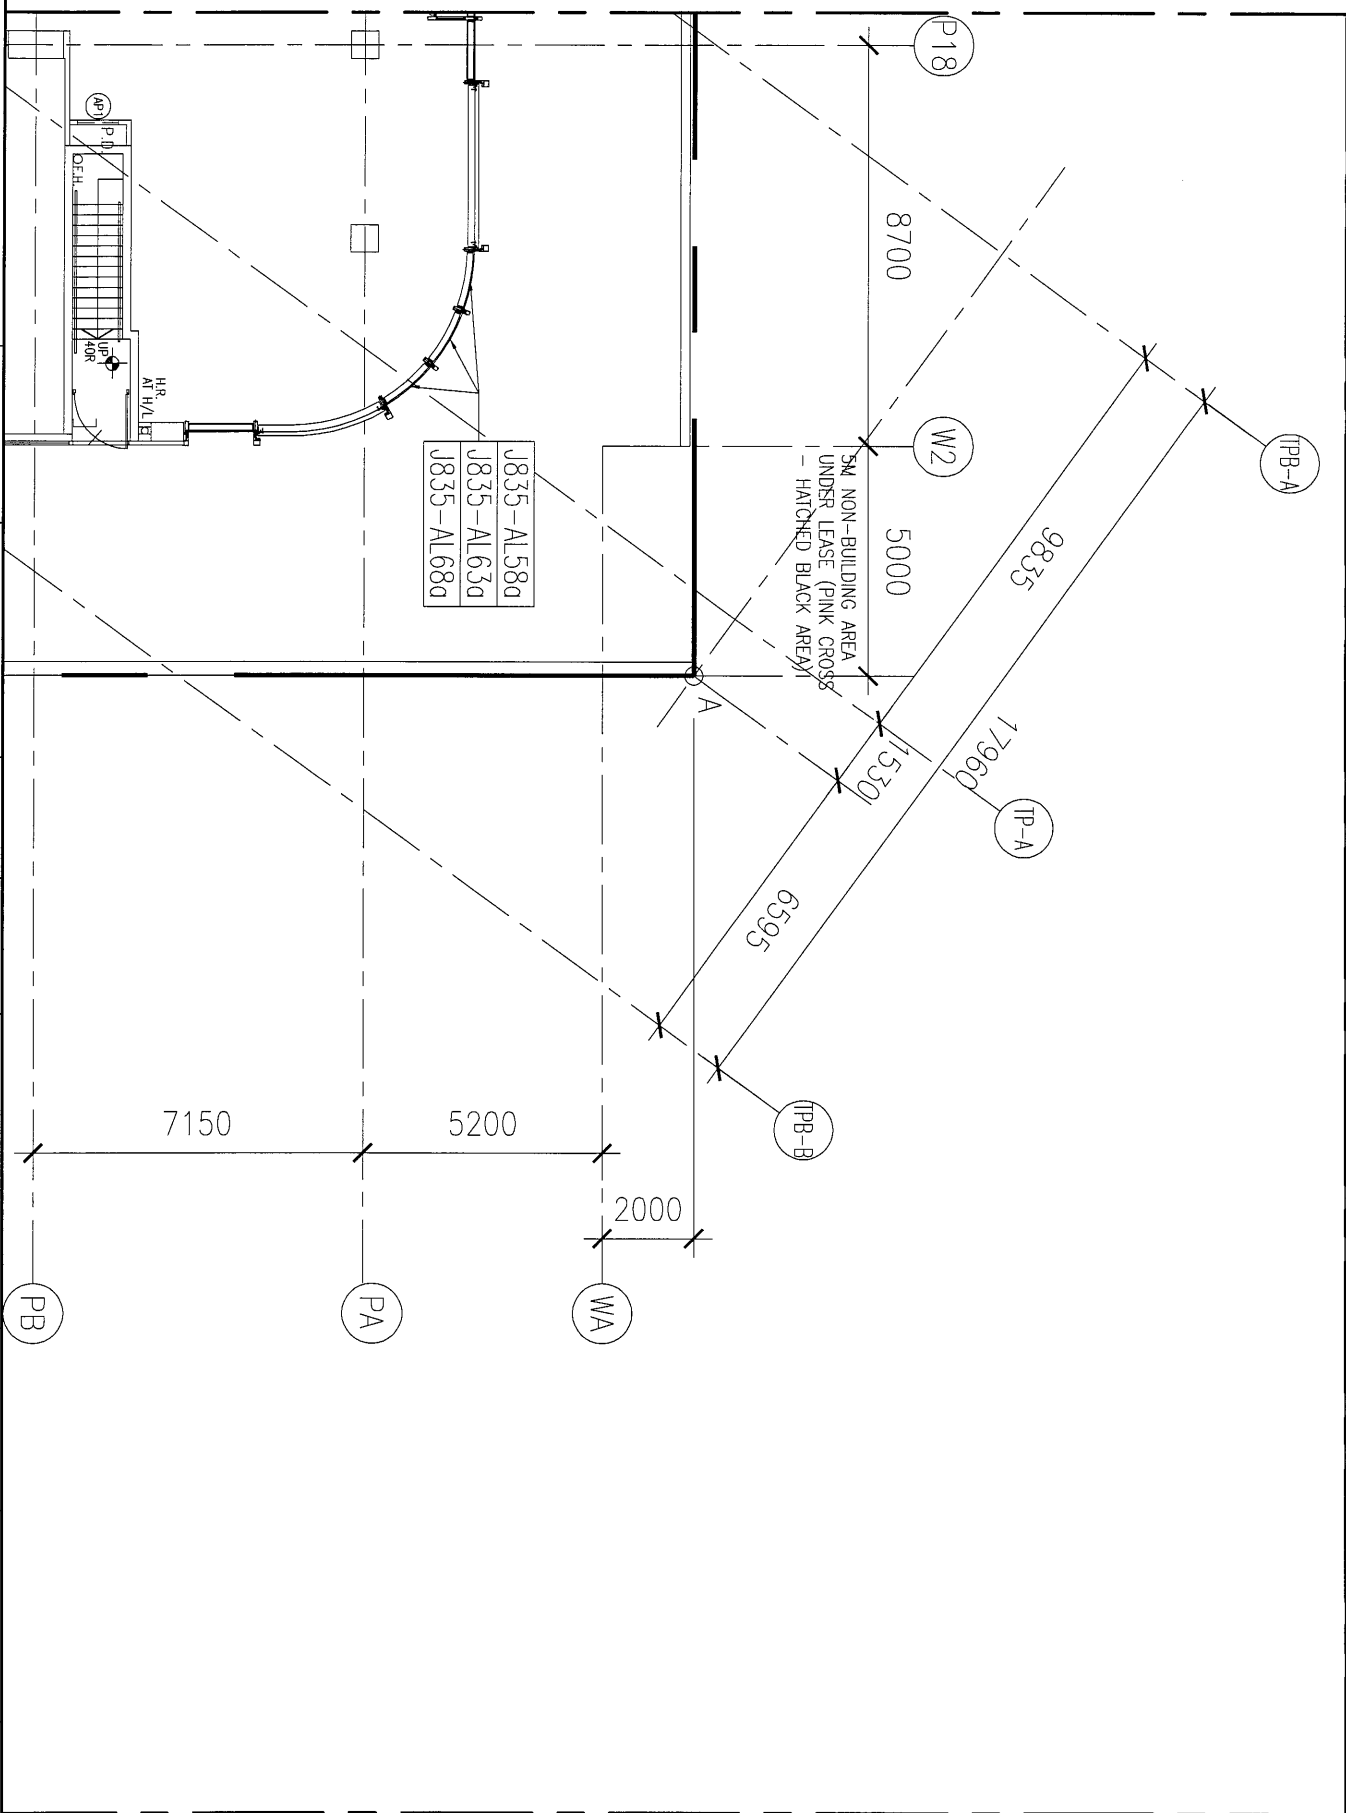 P18
8700
W2
5000
5M NON-BUILDING AREA
UNDER LEASE (PINK CROSS
- HATCHED BLACK AREA)
TPB-A
9835
17960
1530
TP-A
6595
TPB-B
A
AP1
P.D.
O.F.H.
UP
40R
H.R.
AT H/L
J835-AL58a
J835-AL63a
J835-AL68a
7150
5200
2000
PB
PA
WA